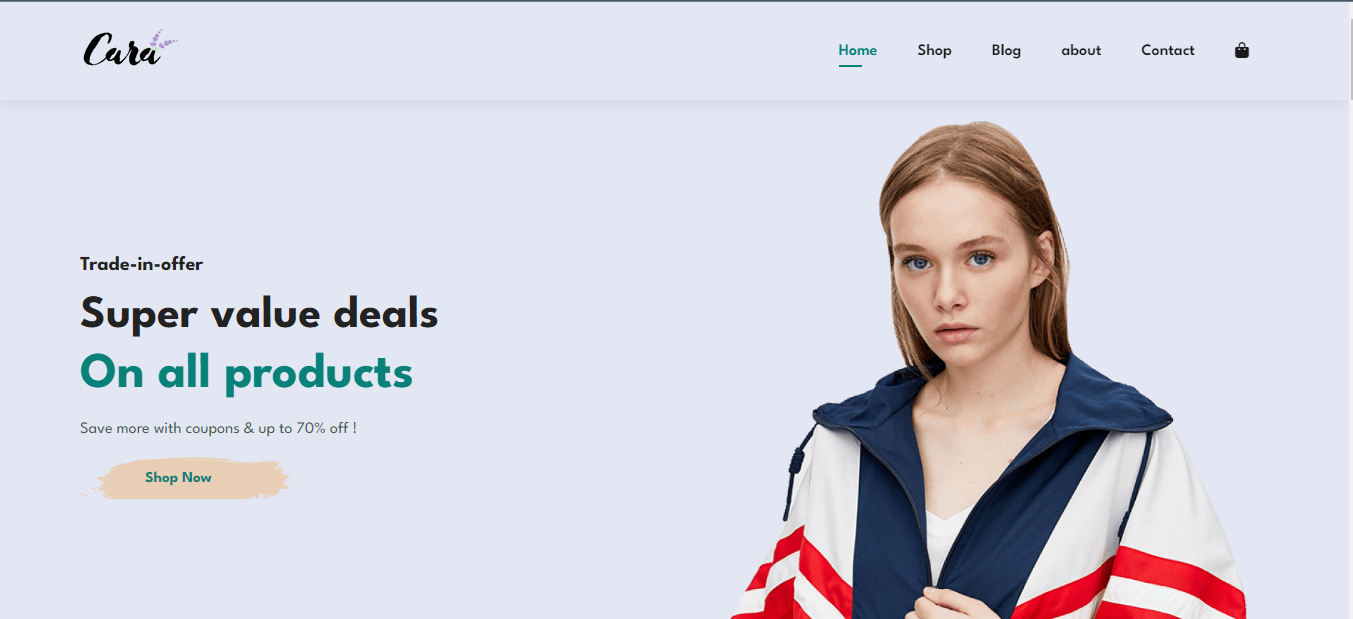 Cara
Home Shop Blog about Contact
Trade-in-offer
Super value deals
On all products
Save more with coupons & up to 70% off !
Shop Now